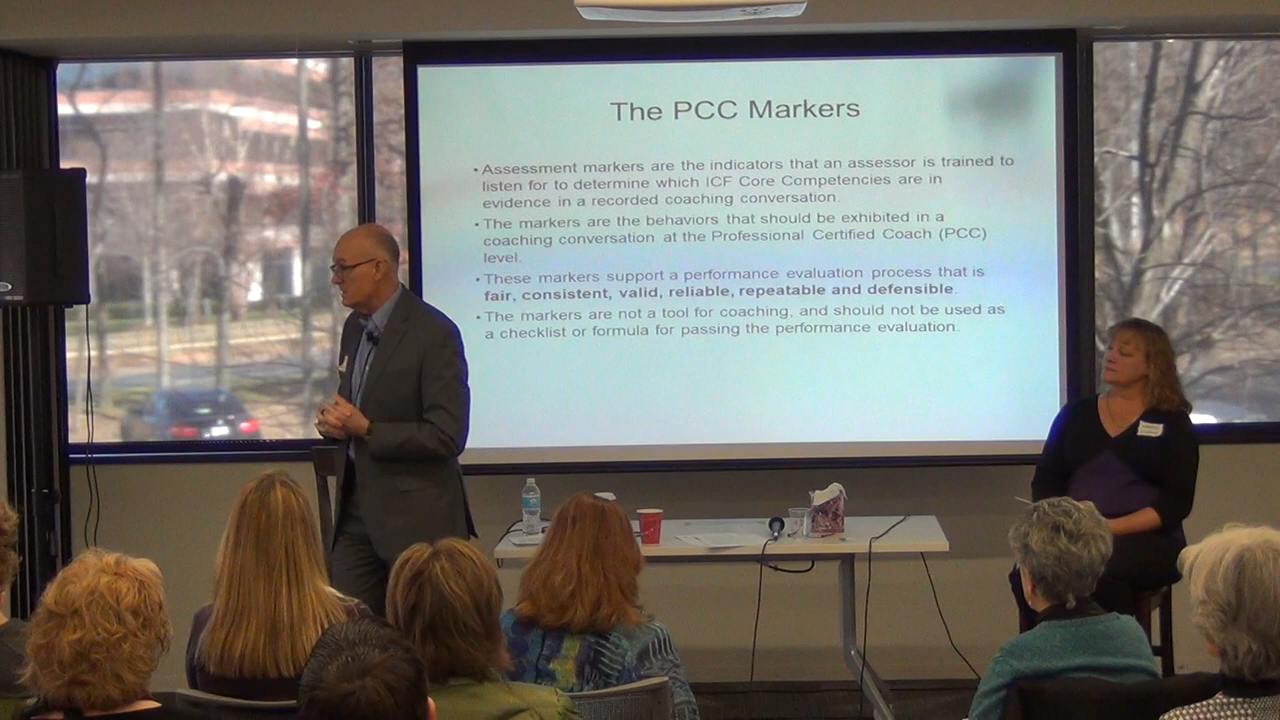 The PCC Markers
• Assessment markers are the indicators that an assessor is trained to
listen for to determine which ICF Core Competencies are in
evidence in a recorded coaching conversation.
• The markers are the behaviors that should be exhibited in a
coaching conversation at the Professional Certified Coach (PCC)
level.
• These markers support a performance evaluation process that is
fair, consistent, valid, reliable, repeatable and defensible.
• The markers are not a tool for coaching, and should not be used as
a checklist or formula for passing the performance evaluation.